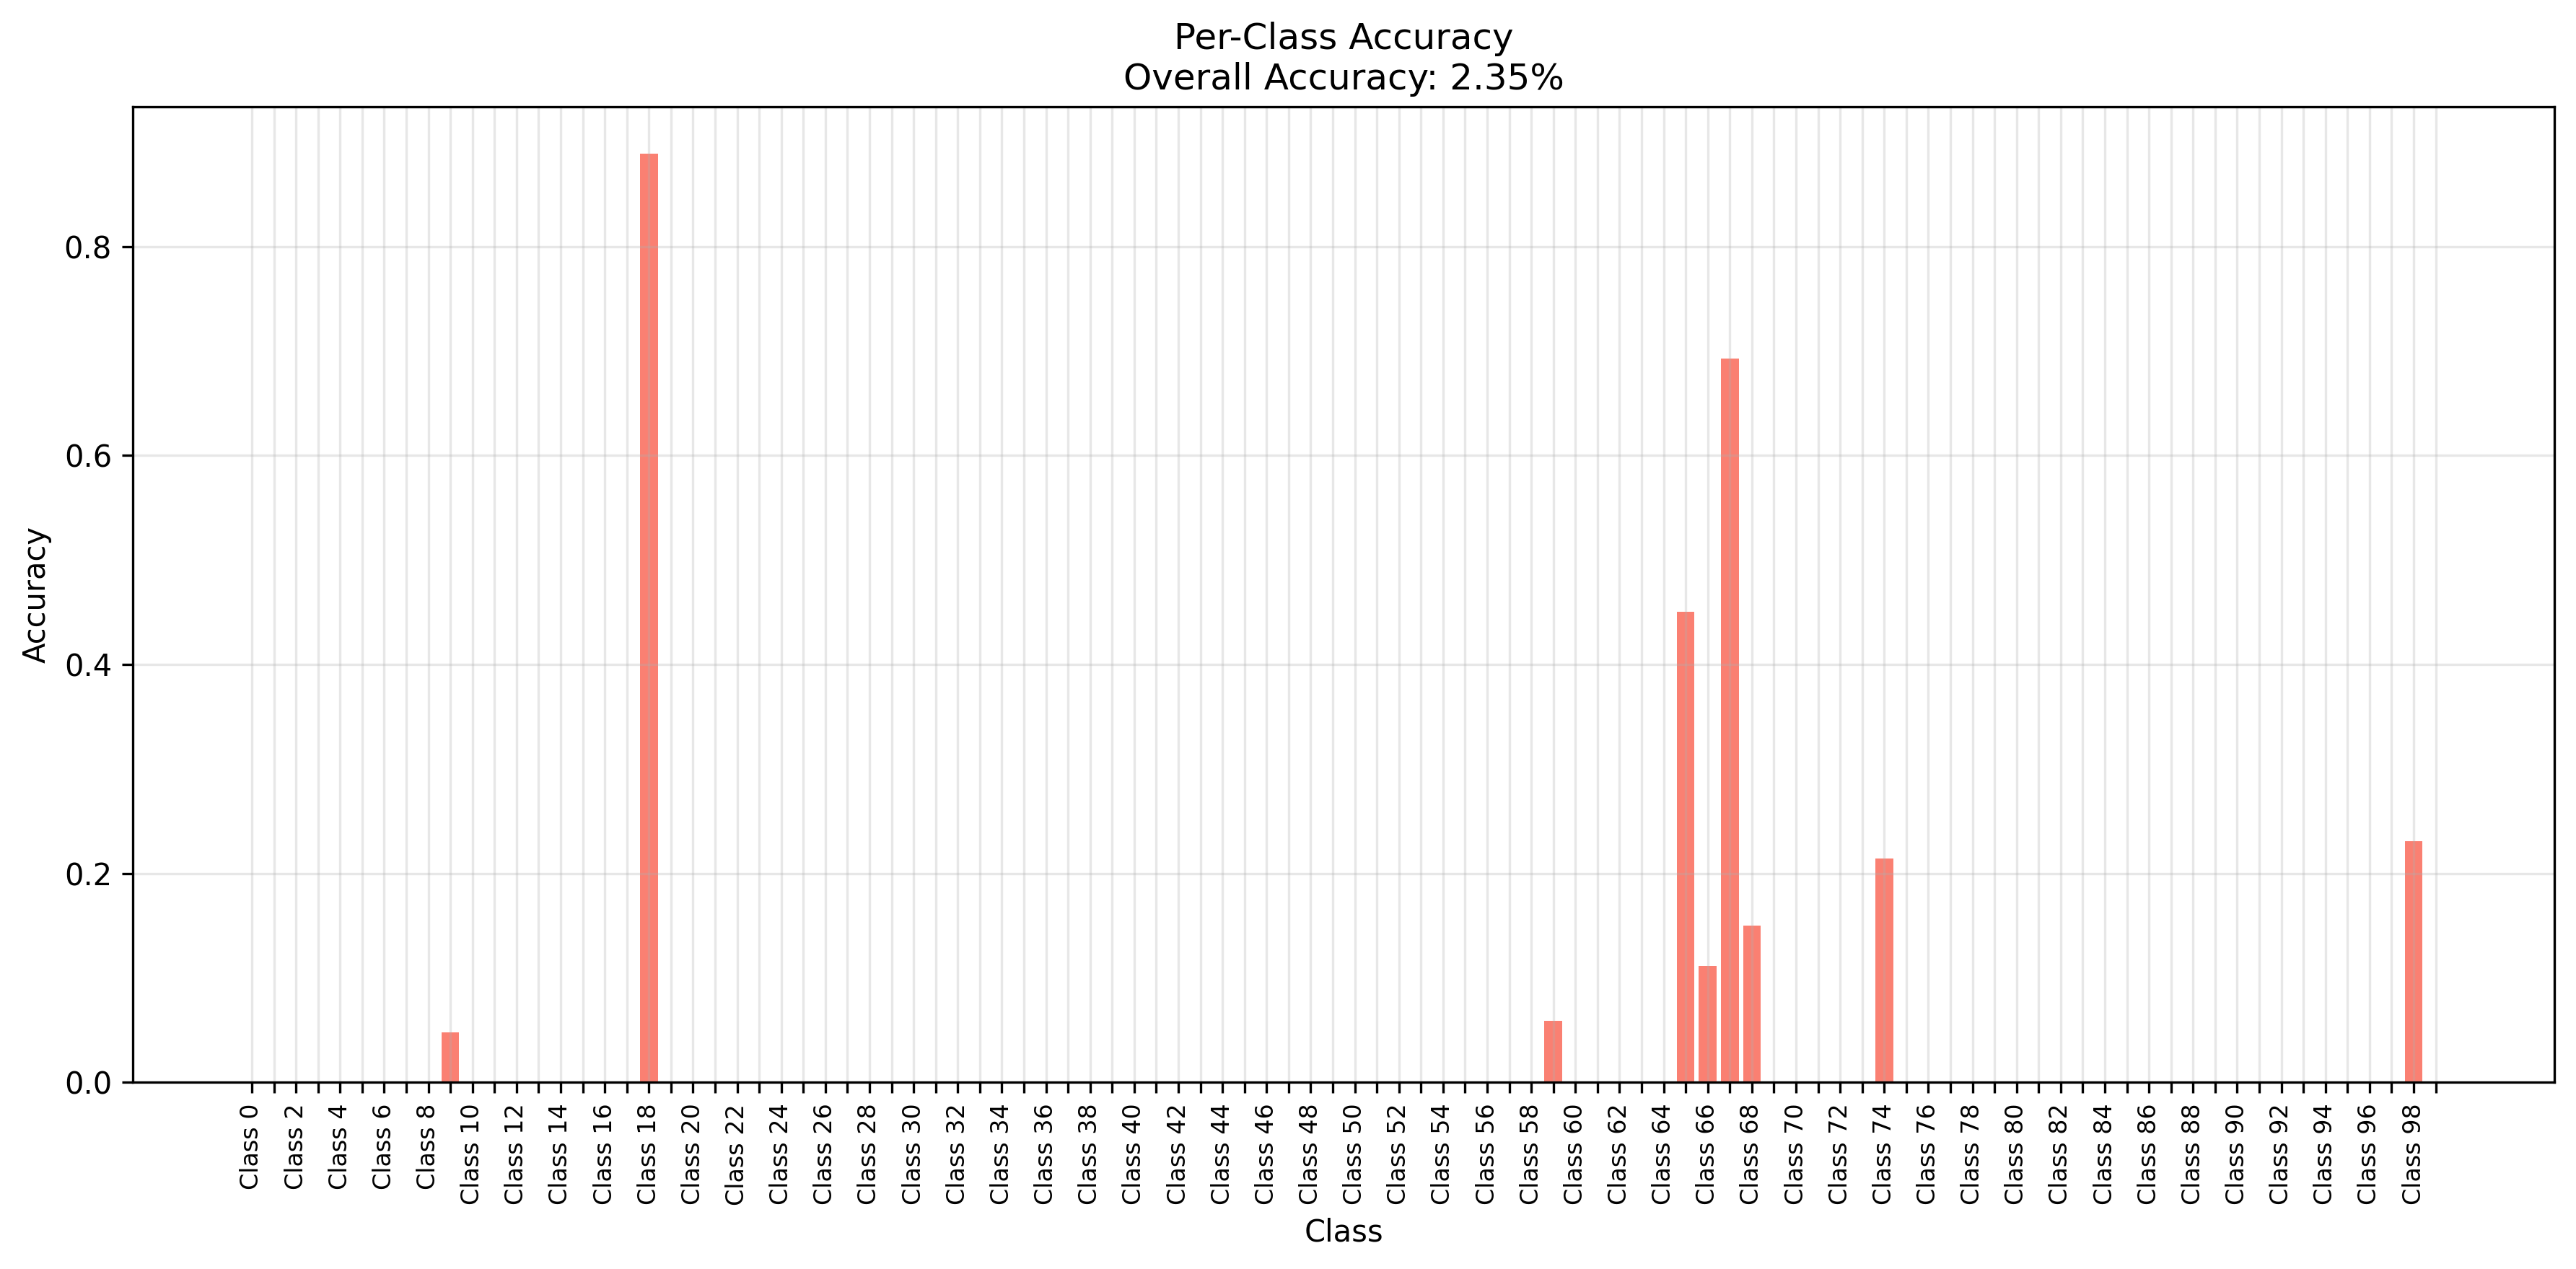 Per-Class Accuracy
Overall Accuracy: 2.35%
Accuracy
0.8
0.6
0.4
0.2
0.0
Class 0
Class 2
Class 4
Class 6
Class 8
Class 10
Class 12
Class 14
Class 16
Class 18
Class 20
Class 22
Class 24
Class 26
Class 28
Class 30
Class 32
Class 34
Class 36
Class 38
Class 40
Class 42
Class 44
Class 46
Class 48
Class 50
Class 52
Class 54
Class 56
Class 58
Class 60
Class 62
Class 64
Class 66
Class 68
Class 70
Class 72
Class 74
Class 76
Class 78
Class 80
Class 82
Class 84
Class 86
Class 88
Class 90
Class 92
Class 94
Class 96
Class 98
Class